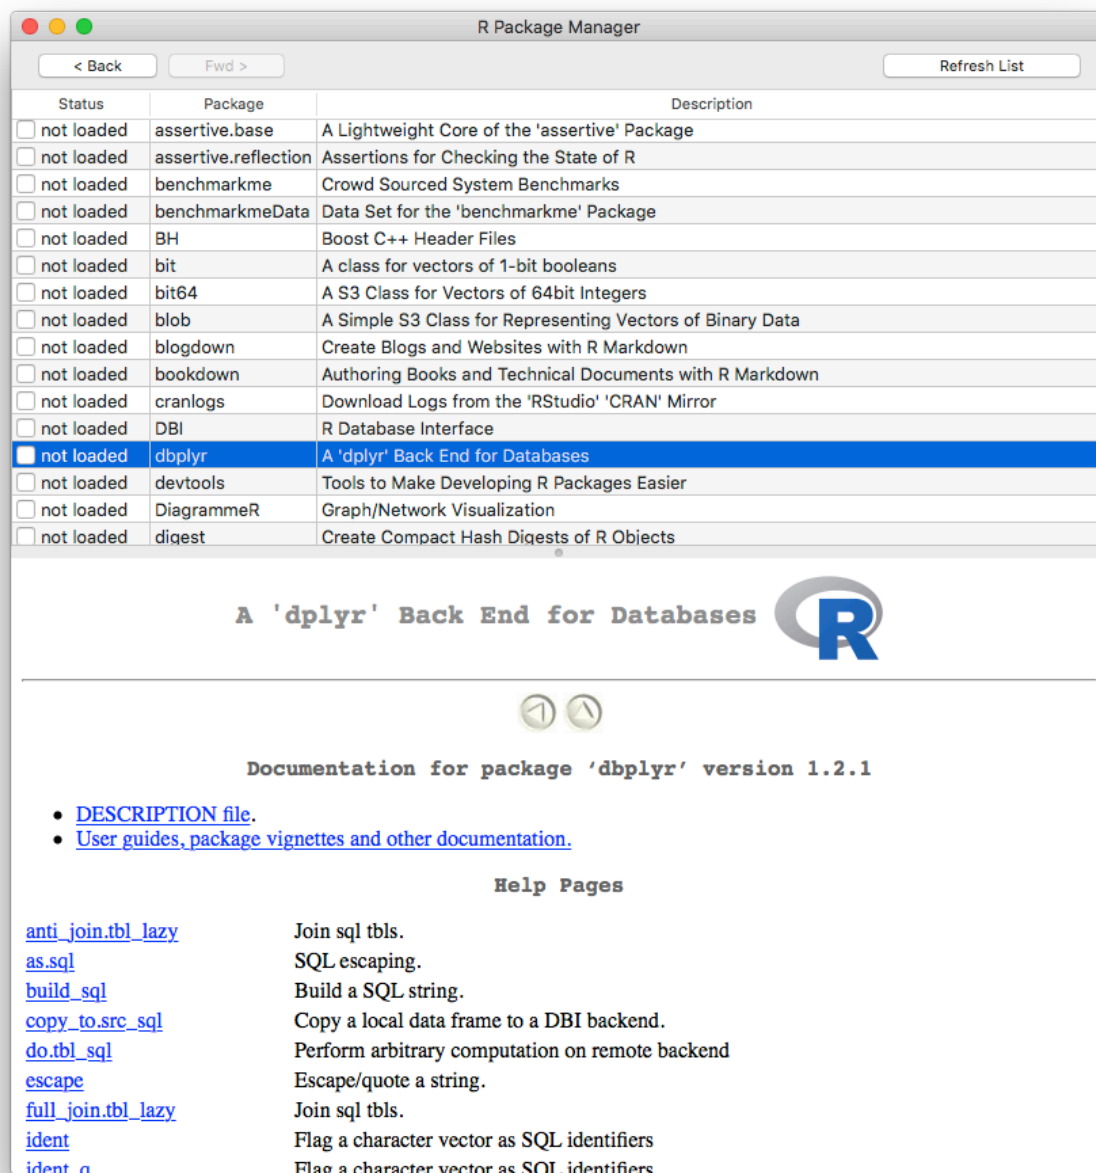 R Package Manager
< Back Fwd > Refresh List
Status Package Description
not loaded assertive.base A Lightweight Core of the 'assertive' Package
not loaded assertive.reflection Assertions for Checking the State of R
not loaded benchmarkme Crowd Sourced System Benchmarks
not loaded benchmarkmeData Data Set for the 'benchmarkme' Package
not loaded BH Boost C++ Header Files
not loaded bit A class for vectors of 1-bit booleans
not loaded bit64 A S3 Class for Vectors of 64bit Integers
not loaded blob A Simple S3 Class for Representing Vectors of Binary Data
not loaded blogdown Create Blogs and Websites with R Markdown
not loaded bookdown Authoring Books and Technical Documents with R Markdown
not loaded cranlogs Download Logs from the 'RStudio' 'CRAN' Mirror
not loaded DBI R Database Interface
not loaded dbplyr A 'dplyr' Back End for Databases
not loaded devtools Tools to Make Developing R Packages Easier
not loaded DiagrammeR Graph/Network Visualization
not loaded digest Create Compact Hash Digests of R Objects
A 'dplyr' Back End for Databases R
Documentation for package ‘dbplyr’ version 1.2.1
• DESCRIPTION file.
• User guides, package vignettes and other documentation.
Help Pages
anti_join.tbl_lazy Join sql tbls.
as.sql SQL escaping.
build_sql Build a SQL string.
copy_to.src_sql Copy a local data frame to a DBI backend.
do.tbl_sql Perform arbitrary computation on remote backend
escape Escape/quote a string.
full_join.tbl_lazy Join sql tbls.
ident Flag a character vector as SQL identifiers
ident_q Flag a character vector as SQL identifiers